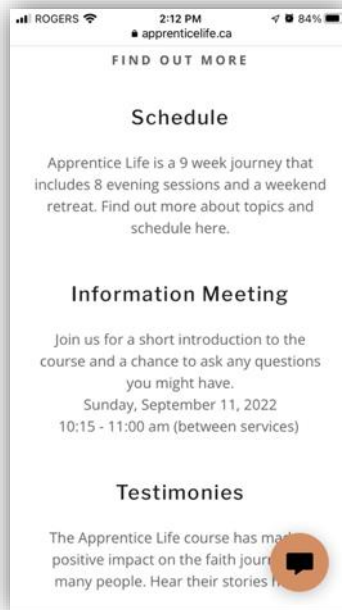 ROGERS 2:12 PM 84%
apprenticelife.ca
FIND OUT MORE
Schedule
Apprentice Life is a 9 week journey that
includes 8 evening sessions and a weekend
retreat. Find out more about topics and
schedule here.
Information Meeting
Join us for a short introduction to the
course and a chance to ask any questions
you might have.
Sunday, September 11, 2022
10:15 - 11:00 am (between services)
Testimonies
The Apprentice Life course has
positive impact on the faith
many people. Hear their stories